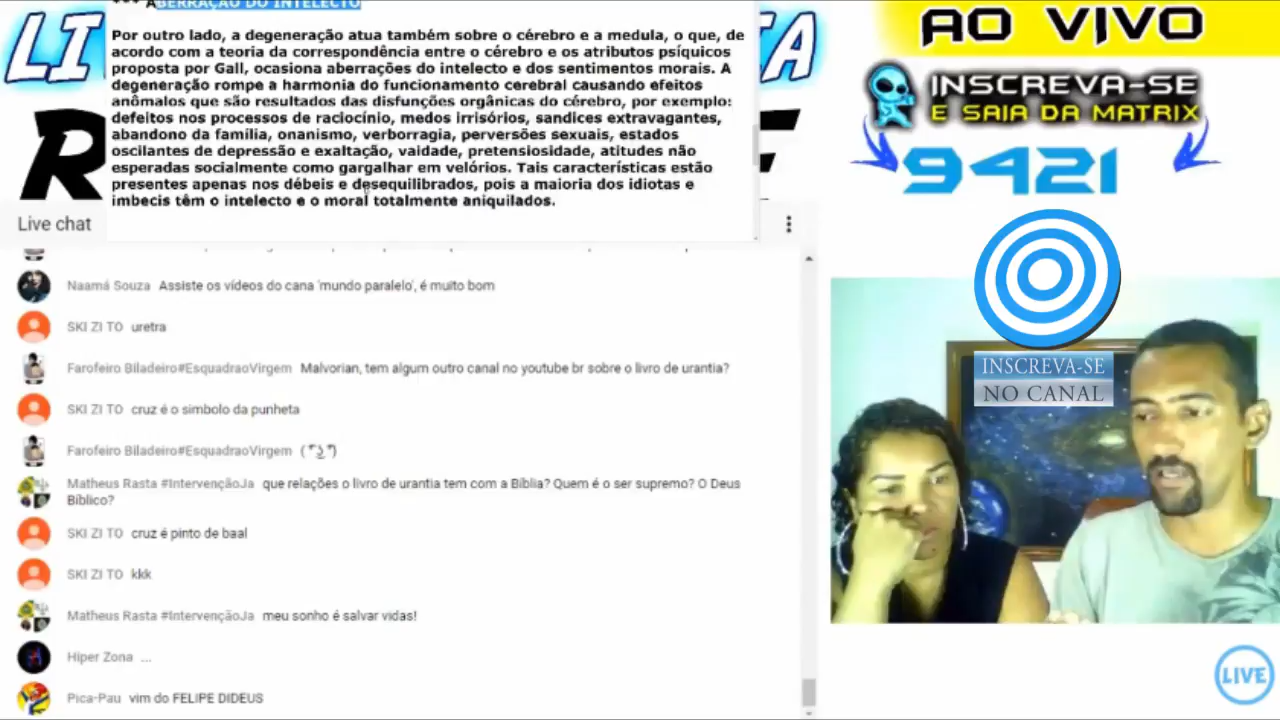 ABERRAÇÃO DO INTELECTO
Por outro lado, a degeneração atua também sobre o cérebro e a medula, o que, de
acordo com a teoria da correspondência entre o cérebro e os atributos psíquicos
proposta por Gall, ocasiona aberrações do intelecto e dos sentimentos morais. A
degeneração rompe a harmonia do funcionamento cerebral causando efeitos
anômalos que são resultados das disfunções orgânicas do cérebro, por exemplo:
defeitos nos processos de raciocínio, medos irrisórios, sandices extravagantes,
abandono da família, onanismo, verborragia, perversões sexuais, estados
oscilantes de depressão e exaltação, vaidade, pretensiosidade, atitudes não
esperadas socialmente como gargalhar em velórios. Tais características estão
presentes apenas nos débeis e desequilibrados, pois a maioria dos idiotas e
imbecis têm o intelecto e o moral totalmente aniquilados.
Live chat
Naamá Souza Assiste os vídeos do cana 'mundo paralelo', é muito bom
SKI ZI TO uretra
Farofeiro Biladeiro#EsquadraoVirgem Malvorian, tem algum outro canal no youtube br sobre o livro de urantia?
SKI ZI TO cruz é o simbolo da punheta
Farofeiro Biladeiro#EsquadraoVirgem
Matheus Rasta #IntervençãoJa que relações o livro de urantia tem com a Bíblia? Quem é o ser supremo? O Deus
Bíblico?
SKI ZI TO cruz é pinto de baal
SKI ZI TO kkk
Matheus Rasta #IntervençãoJa meu sonho é salvar vidas!
Hiper Zona ...
Pica-Pau vim do FELIPE DIDEUS
AO VIVO
INSCREVA-SE
E SAIA DA MATRIX
9421
INSCREVA-SE
NO CANAL
LIVE